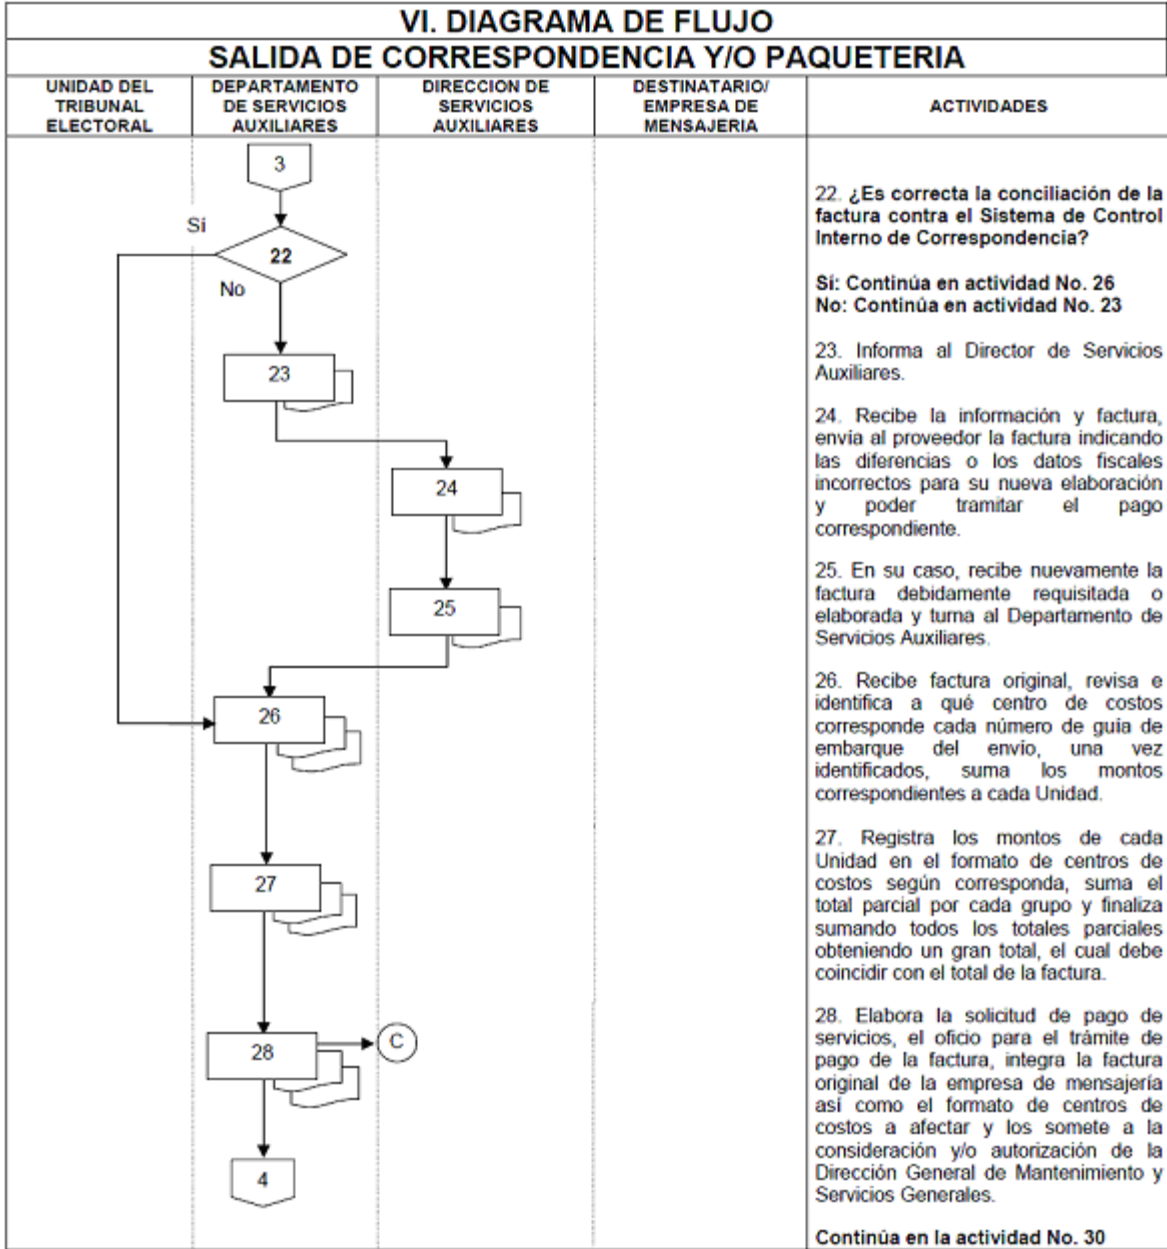 VI. DIAGRAMA DE FLUJO
SALIDA DE CORRESPONDENCIA Y/O PAQUETERIA
UNIDAD DEL
TRIBUNAL
ELECTORAL
DEPARTAMENTO
DE SERVICIOS
AUXILIARES
DIRECCION DE
SERVICIOS
AUXILIARES
DESTINATARIO/
EMPRESA DE
MENSAJERIA
ACTIVIDADES
3
Sí
22
No
23
24
25
26
27
28
C
4
22. ¿Es correcta la conciliación de la
factura contra el Sistema de Control
Interno de Correspondencia?
Sí: Continúa en actividad No. 26
No: Continúa en actividad No. 23
23. Informa al Director de Servicios
Auxiliares.
24. Recibe la información y factura,
envía al proveedor la factura indicando
las diferencias o los datos fiscales
incorrectos para su nueva elaboración
y poder tramitar el pago
correspondiente.
25. En su caso, recibe nuevamente la
factura debidamente requisitada o
elaborada y turna al Departamento de
Servicios Auxiliares.
26. Recibe factura original, revisa e
identifica a qué centro de costos
corresponde cada número de guía de
embarque del envío, una vez
identificados, suma los montos
correspondientes a cada Unidad.
27. Registra los montos de cada
Unidad en el formato de centros de
costos según corresponda, suma el
total parcial por cada grupo y finaliza
sumando todos los totales parciales
obteniendo un gran total, el cual debe
coincidir con el total de la factura.
28. Elabora la solicitud de pago de
servicios, el oficio para el trámite de
pago de la factura, integra la factura
original de la empresa de mensajería
así como el formato de centros de
costos a afectar y los somete a la
consideración y/o autorización de la
Dirección General de Mantenimiento y
Servicios Generales.
Continúa en la actividad No. 30